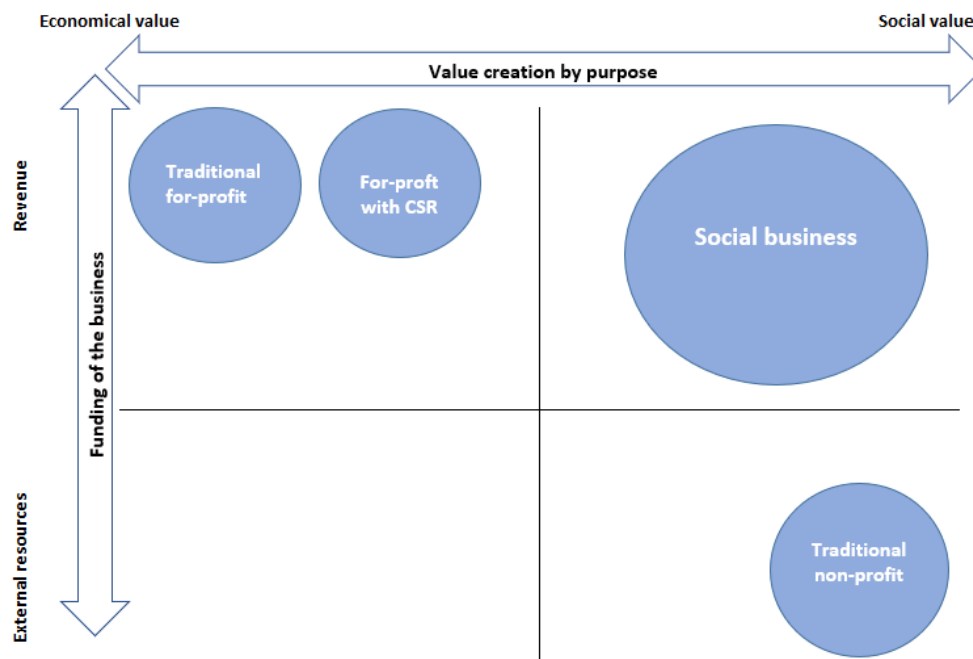 Economical value
Social value
Value creation by purpose
Revenue
Funding of the business
External resources
Traditional
for-profit
For-proft
with CSR
Social business
Traditional
non-profit